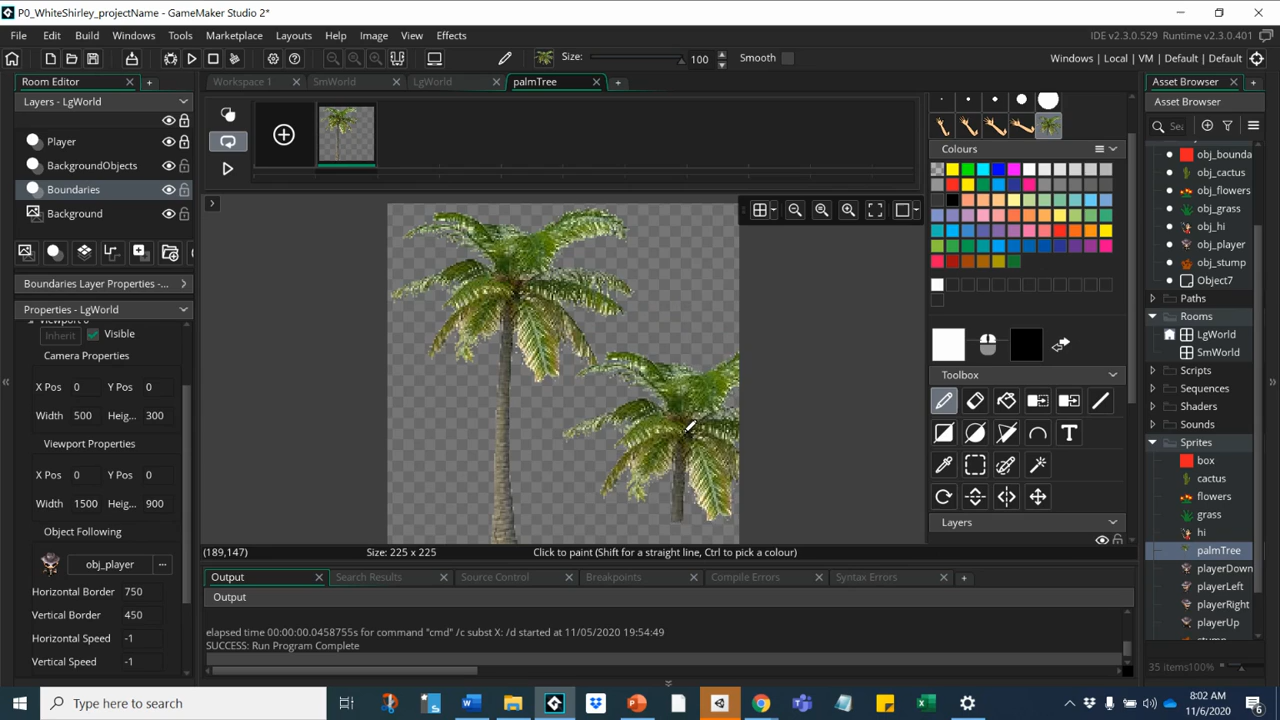 P0_WhiteShirley_projectName - GameMaker Studio 2*
File Edit Build Windows Tools Marketplace Layouts Help Image View Effects
IDE v2.3.0.529 Runtime v2.3.0.401
Size: 100 Smooth
Windows | Local | VM | Default | Default
Room Editor
Workspace 1
SmWorld
LgWorld
palmTree
Asset Browser
Layers - LgWorld
Asset Browser
Sea
Player
BackgroundObjects
Boundaries
Background
Colours
obj_bounda
obj_cactus
obj_flowers
obj_grass
obj_hi
obj_player
obj_stump
Object7
Boundaries Layer Properties -...
Properties - LgWorld
Paths
Rooms
LgWorld
SmWorld
Scripts
Sequences
Shaders
Sounds
Sprites
box
cactus
flowers
grass
hi
palmTree
playerDown
playerLeft
playerRight
playerUp
Inherit Visible
Camera Properties
X Pos 0 Y Pos 0
Width 500 Heig... 300
Viewport Properties
X Pos 0 Y Pos 0
Width 1500 Heig... 900
Object Following
obj_player ...
Horizontal Border 750
Vertical Border 450
Horizontal Speed -1
Vertical Speed -1
Toolbox
T
Layers
(189,147) Size: 225 x 225 Click to paint (Shift for a straight line, Ctrl to pick a colour)
Output Search Results Source Control Breakpoints Compile Errors Syntax Errors
Output
elapsed time 00:00:00.0458755s for command "cmd" /c subst X: /d started at 11/05/2020 19:54:49
SUCCESS: Run Program Complete
35 items 100%
Type here to search
8:02 AM
11/6/2020
6